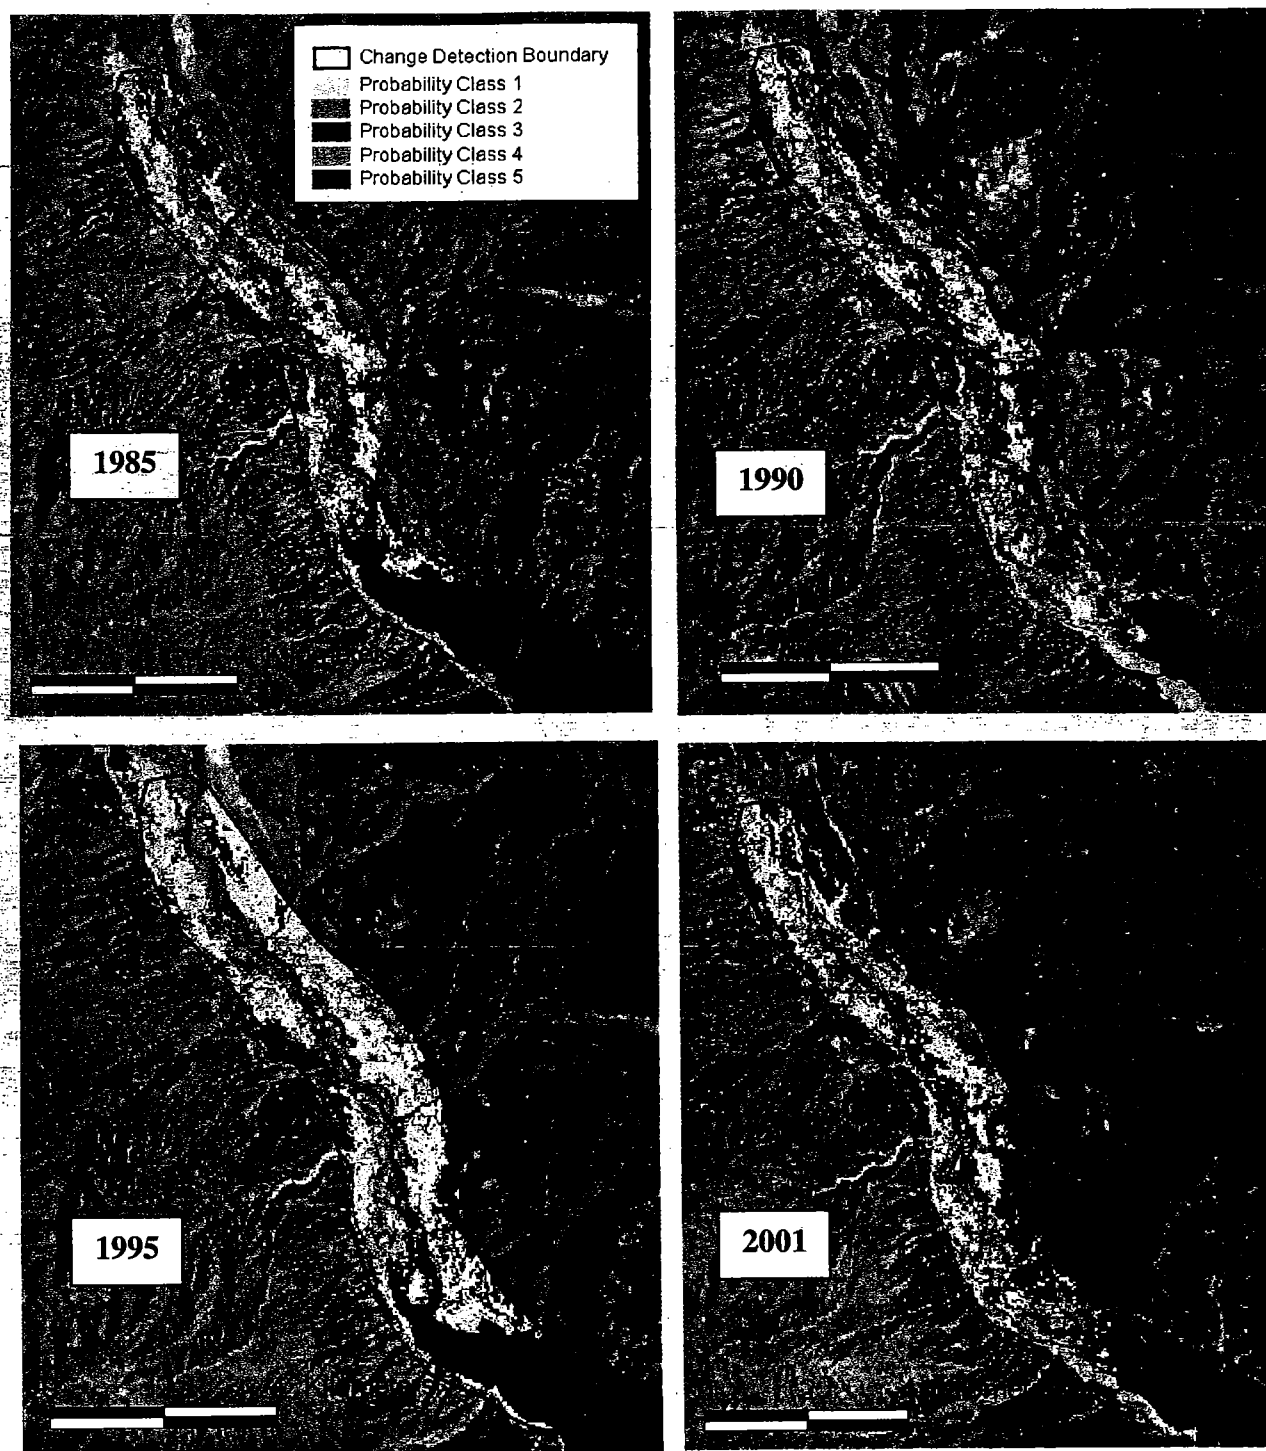 Change Detection Boundary
Probability Class 1
Probability Class 2
Probability Class 3
Probability Class 4
Probability Class 5
1985
1990
1995
2001